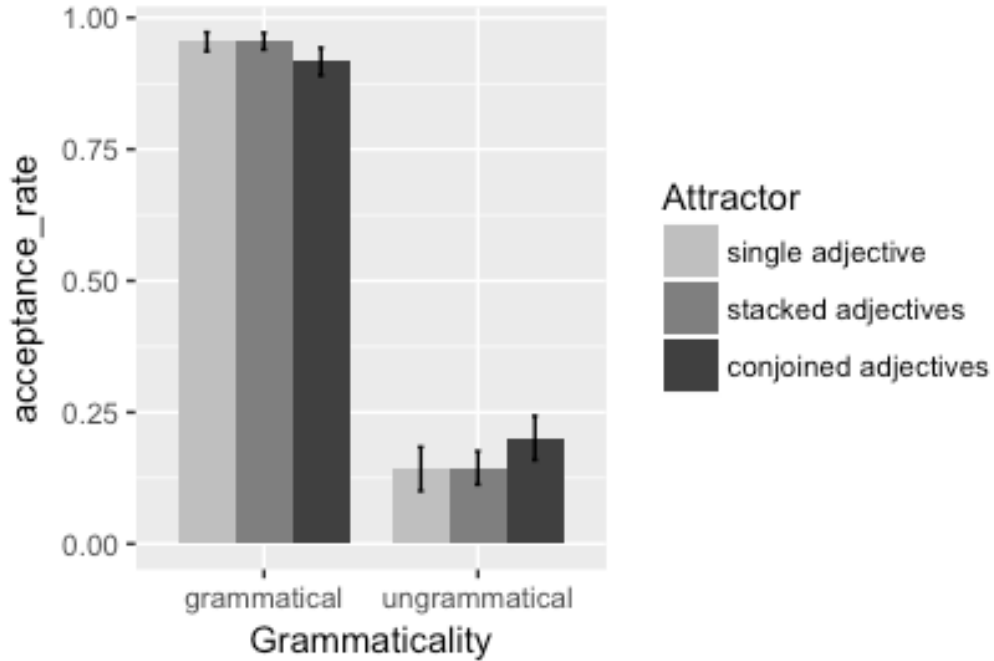 acceptance_rate
1.00
0.75
0.50
0.25
0.00
grammatical
ungrammatical
Grammaticality
Attractor
single adjective
stacked adjectives
conjoined adjectives